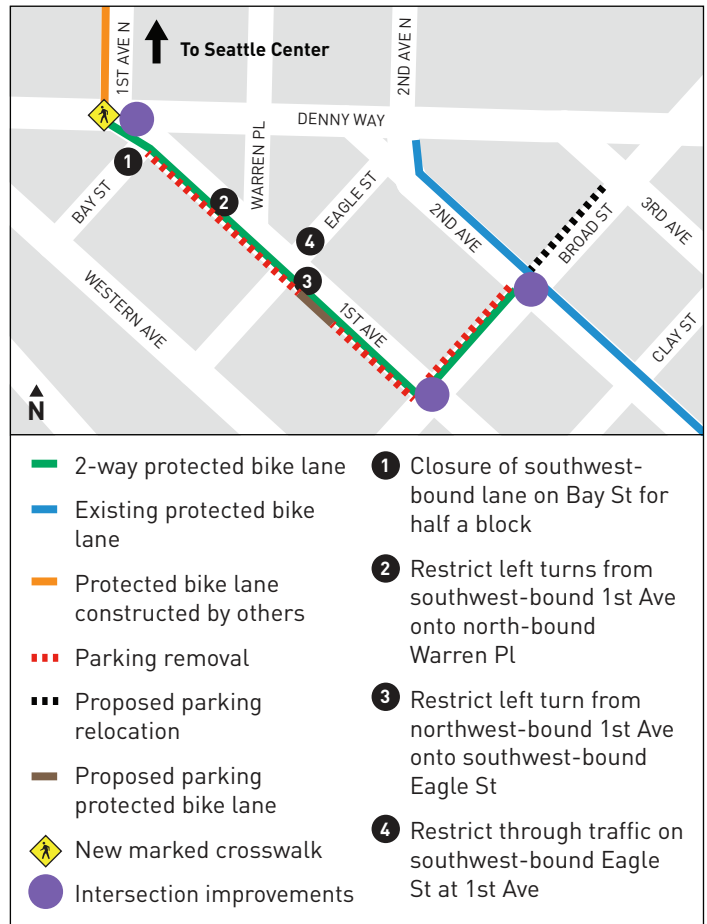 1ST AVE N
To Seattle Center
2ND AVE N
DENNY WAY
WARREN PL
1
BAY ST
2
EAGLE ST
4
2ND AVE
BROAD ST
3RD AVE
3
WESTERN AVE
1ST AVE
CLAY ST
N
2-way protected bike lane
Existing protected bike
lane
Protected bike lane
constructed by others
Parking removal
Proposed parking
relocation
Proposed parking
protected bike lane
New marked crosswalk
Intersection improvements
1 Closure of southwest-
bound lane on Bay St for
half a block
2 Restrict left turns from
southwest-bound 1st Ave
onto north-bound
Warren Pl
3 Restrict left turn from
northwest-bound 1st Ave
onto southwest-bound
Eagle St
4 Restrict through traffic on
southwest-bound Eagle
St at 1st Ave